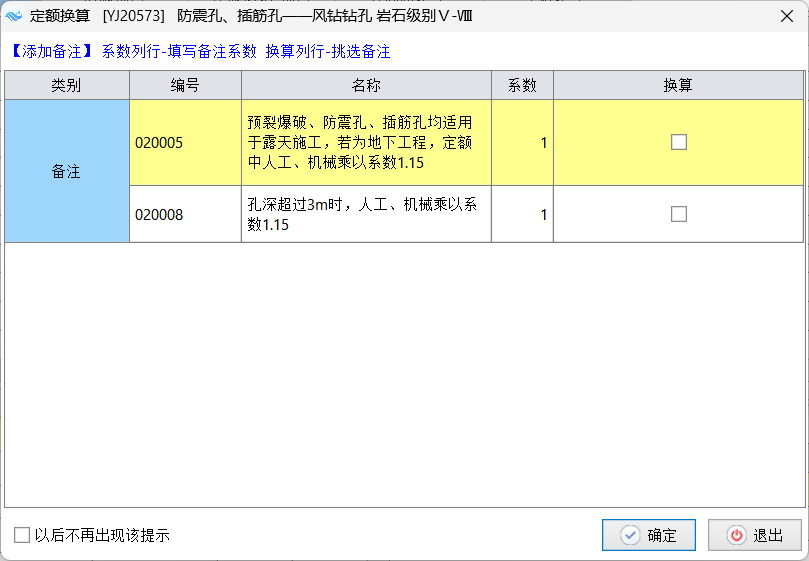 定额换算 [YJ20573] 防震孔、插筋孔——风钻钻孔 岩石级别Ⅴ-Ⅷ
【添加备注】 系数列行-填写备注系数 换算列行-挑选备注
类别 编号 名称 系数 换算
备注
020005
预裂爆破、防震孔、插筋孔均适用
于露天施工，若为地下工程，定额
中人工、机械乘以系数1.15
1
020008
孔深超过3m时，人工、机械乘以系
数1.15
1
以后不再出现该提示
确定
退出